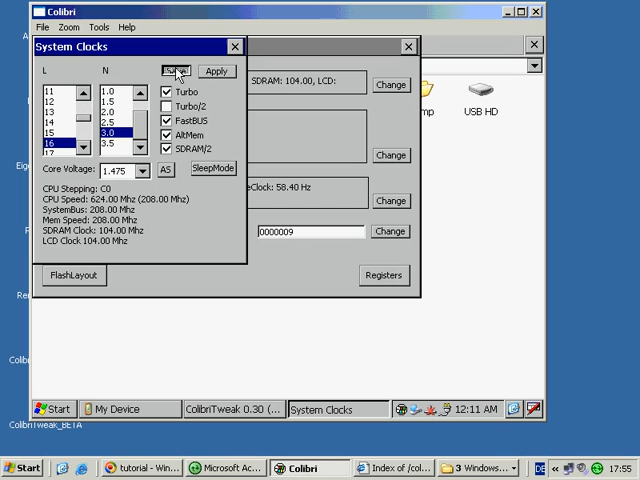 Colibri
File Zoom Tools Help
System Clocks
L N
Apply
11
12
13
14
15
16
17
1.0
1.5
2.0
2.5
3.0
3.5
Turbo
Turbo/2
FastBUS
AltMem
SDRAM/2
Core Voltage: 1.475 AS SleepMode
CPU Stepping: C0
CPU Speed: 624.00 Mhz (208.00 Mhz)
SystemBus: 208.00 Mhz
Mem Speed: 208.00 Mhz
SDRAM Clock: 104.00 Mhz
LCD Clock 104.00 Mhz
SDRAM: 104.00, LCD:
Change
Change
eClock: 58.40 Hz
Change
0000009 Change
FlashLayout Registers
mp USB HD
Start My Device ColibriTweak 0.30 (... System Clocks 12:11 AM
Colib
ColibriTweak_BETA
Start tutorial - Win... Microsoft Ac... Colibri Index of /col... 3 Windows... DE « 17:55